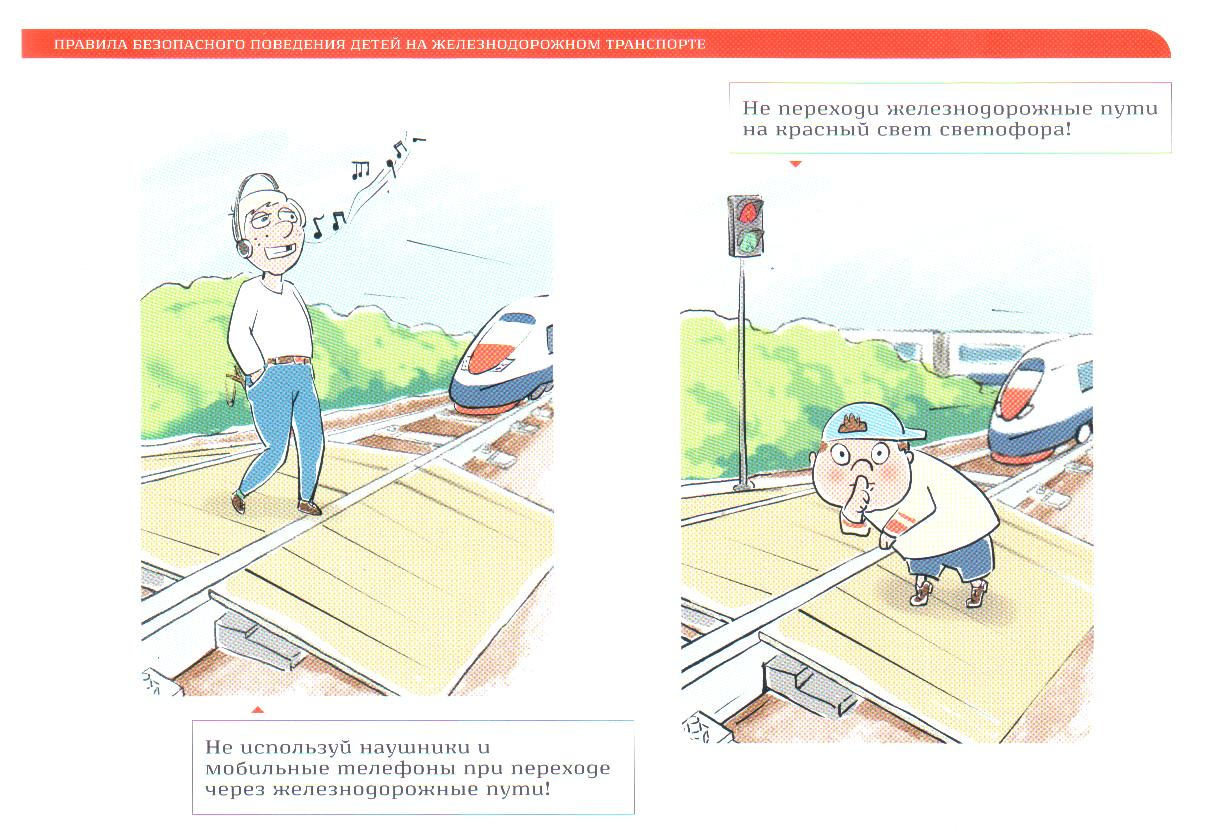 ПРАВИЛА БЕЗОПАСНОГО ПОВЕДЕНИЯ ДЕТЕЙ НА ЖЕЛЕЗНОДОРОЖНОМ ТРАНСПОРТЕ
Не переходи железнодорожные пути
на красный свет светофора!
Не используй наушники и
мобильные телефоны при переходе
через железнодорожные пути!